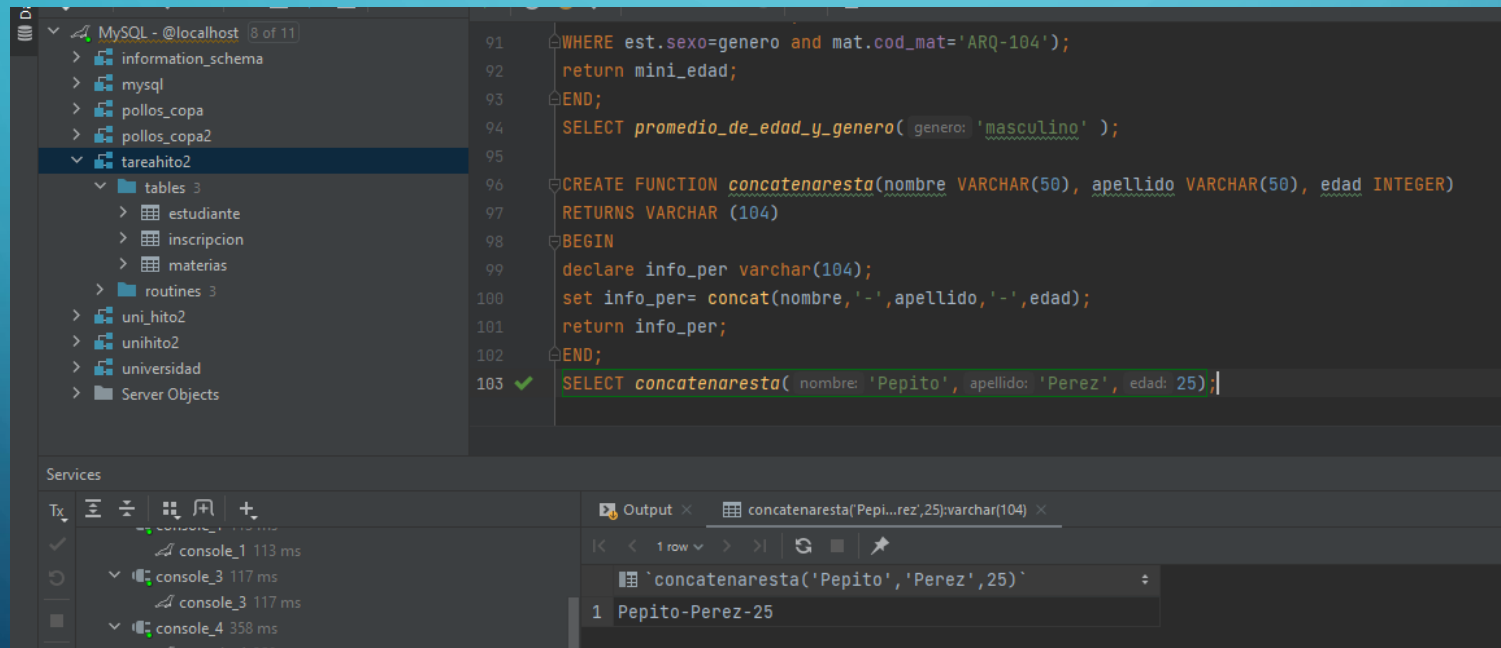 MySQL - @localhost 8 of 11
information_schema
mysql
pollos_copa
pollos_copa2
tareahito2
tables 3
estudiante
inscripcion
materias
routines 3
uni_hito2
unihito2
universidad
Server Objects
91 WHERE est.sexo=genero and mat.cod_mat='ARQ-104');
92 return mini_edad;
93 END;
94 SELECT promedio_de_edad_y_genero( genero: 'masculino' );
95
96 CREATE FUNCTION concatenaresta(nombre VARCHAR(50), apellido VARCHAR(50), edad INTEGER)
97 RETURNS VARCHAR (104)
98 BEGIN
99 declare info_per varchar(104);
100 set info_per= concat(nombre,'-',apellido,'-',edad);
101 return info_per;
102 END;
103 SELECT concatenaresta( nombre: 'Pepito', apellido: 'Perez', edad: 25);
Services
Tx
console_1 113 ms
console_3 117 ms
console_3 117 ms
console_4 358 ms
Output
concatenaresta('Pepi...rez',25):varchar(104)
1 row
`concatenaresta('Pepito','Perez',25)`
1 Pepito-Perez-25